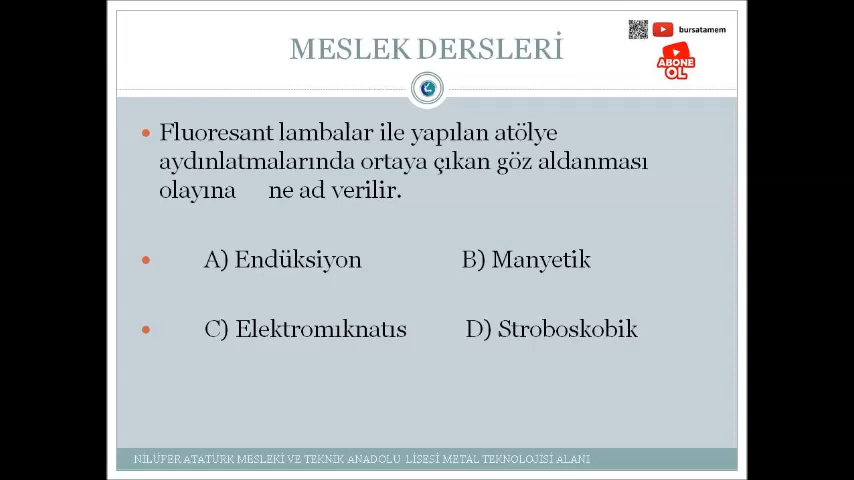 bursatamem
ABONE
OL
MESLEK DERSLERİ
Fluoresant lambalar ile yapılan atölye
aydınlatmalarında ortaya çıkan göz aldanması
olayına ne ad verilir.
A) Endüksiyon B) Manyetik
C) Elektromıknatıs D) Stroboskobik
NİLÜFER ATATÜRK MESLEKİ VE TEKNİK ANADOLU LİSESİ METAL TEKNOLOJİSİ ALANI